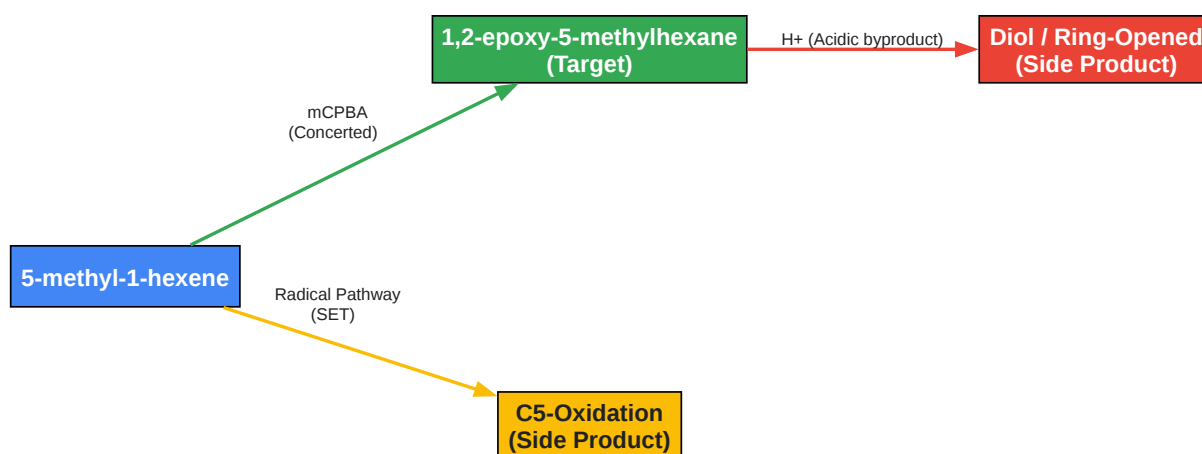 1,2-epoxy-5-methylhexane
(Target)
H+ (Acidic byproduct)
Diol / Ring-Opened
(Side Product)
mCPBA
(Concerted)
5-methyl-1-hexene
Radical Pathway
(SET)
C5-Oxidation
(Side Product)